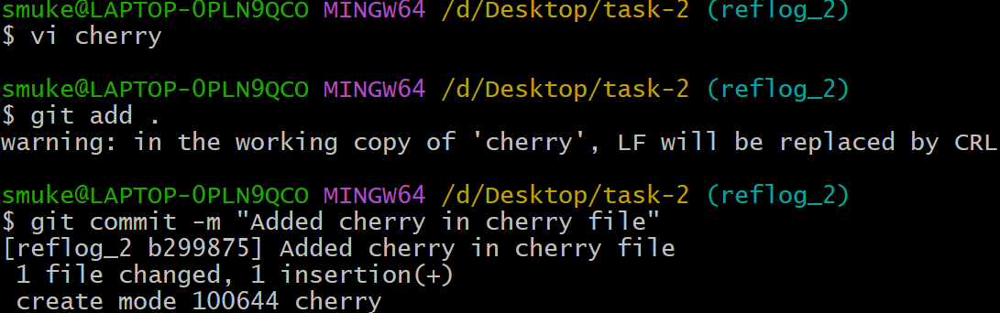 smuke@LAPTOP-0PLN9QCO MINGW64 /d/Desktop/task-2 (reflog_2)
$ vi cherry
smuke@LAPTOP-0PLN9QCO MINGW64 /d/Desktop/task-2 (reflog_2)
$ git add .
warning: in the working copy of 'cherry', LF will be replaced by CRL
smuke@LAPTOP-0PLN9QCO MINGW64 /d/Desktop/task-2 (reflog_2)
$ git commit -m "Added cherry in cherry file"
[reflog_2 b299875] Added cherry in cherry file
 1 file changed, 1 insertion(+)
 create mode 100644 cherry